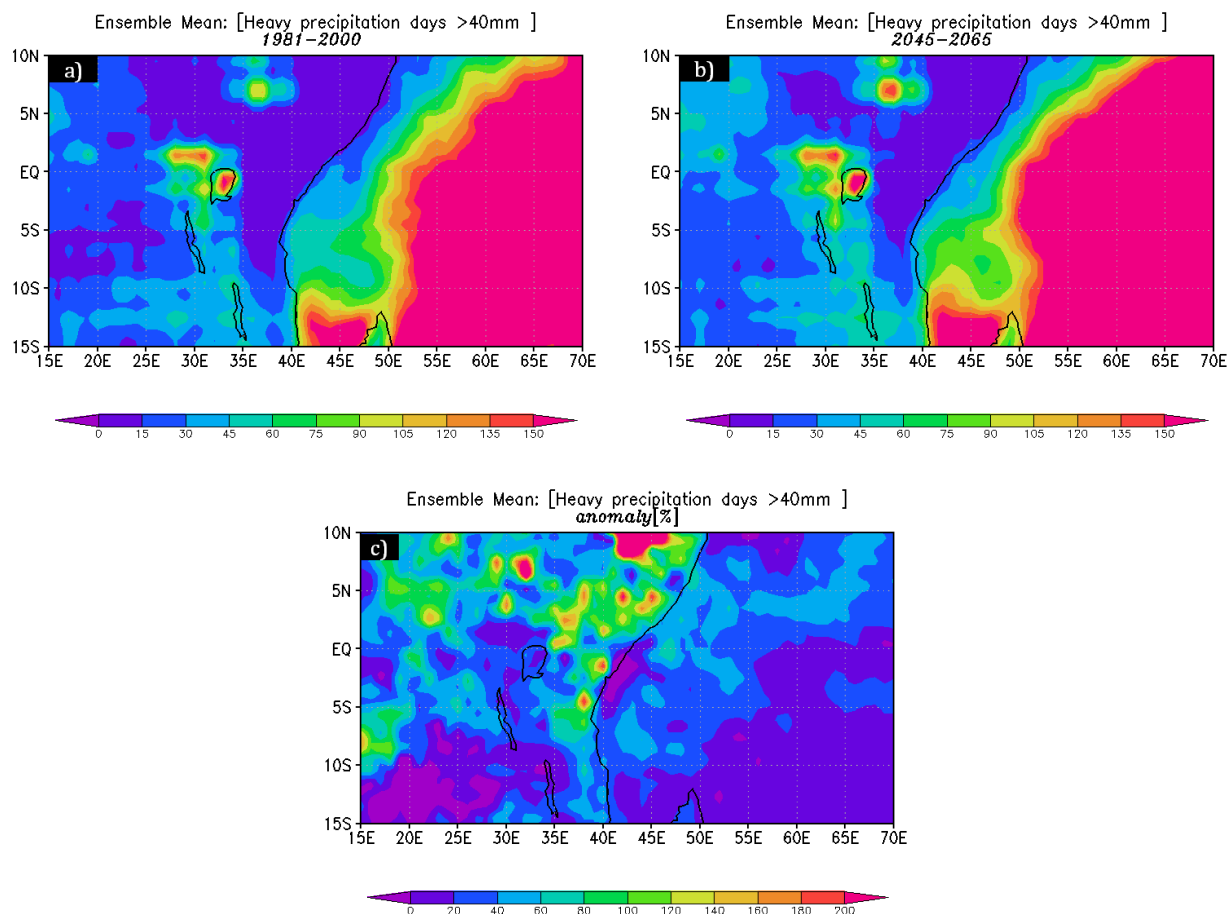 Ensemble Mean: [Heavy precipitation days >40mm ]
1981−2000
a)
10N
5N
EQ
5S
10S
15S
15E 20E 25E 30E 35E 40E 45E 50E 55E 60E 65E 70E
0 15 30 45 60 75 90 105 120 135 150
Ensemble Mean: [Heavy precipitation days >40mm ]
2045−2065
b)
10N
5N
EQ
5S
10S
15S
15E 20E 25E 30E 35E 40E 45E 50E 55E 60E 65E 70E
0 15 30 45 60 75 90 105 120 135 150
Ensemble Mean: [Heavy precipitation days >40mm ]
anomaly[%]
c)
10N
5N
EQ
5S
10S
15S
15E 20E 25E 30E 35E 40E 45E 50E 55E 60E 65E 70E
0 20 40 60 80 100 120 140 160 180 200